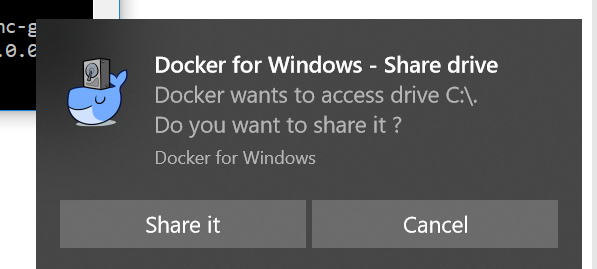 nc-g
.0.0
Docker for Windows - Share drive
Docker wants to access drive C:\.
Do you want to share it ?
Docker for Windows
Share it
Cancel